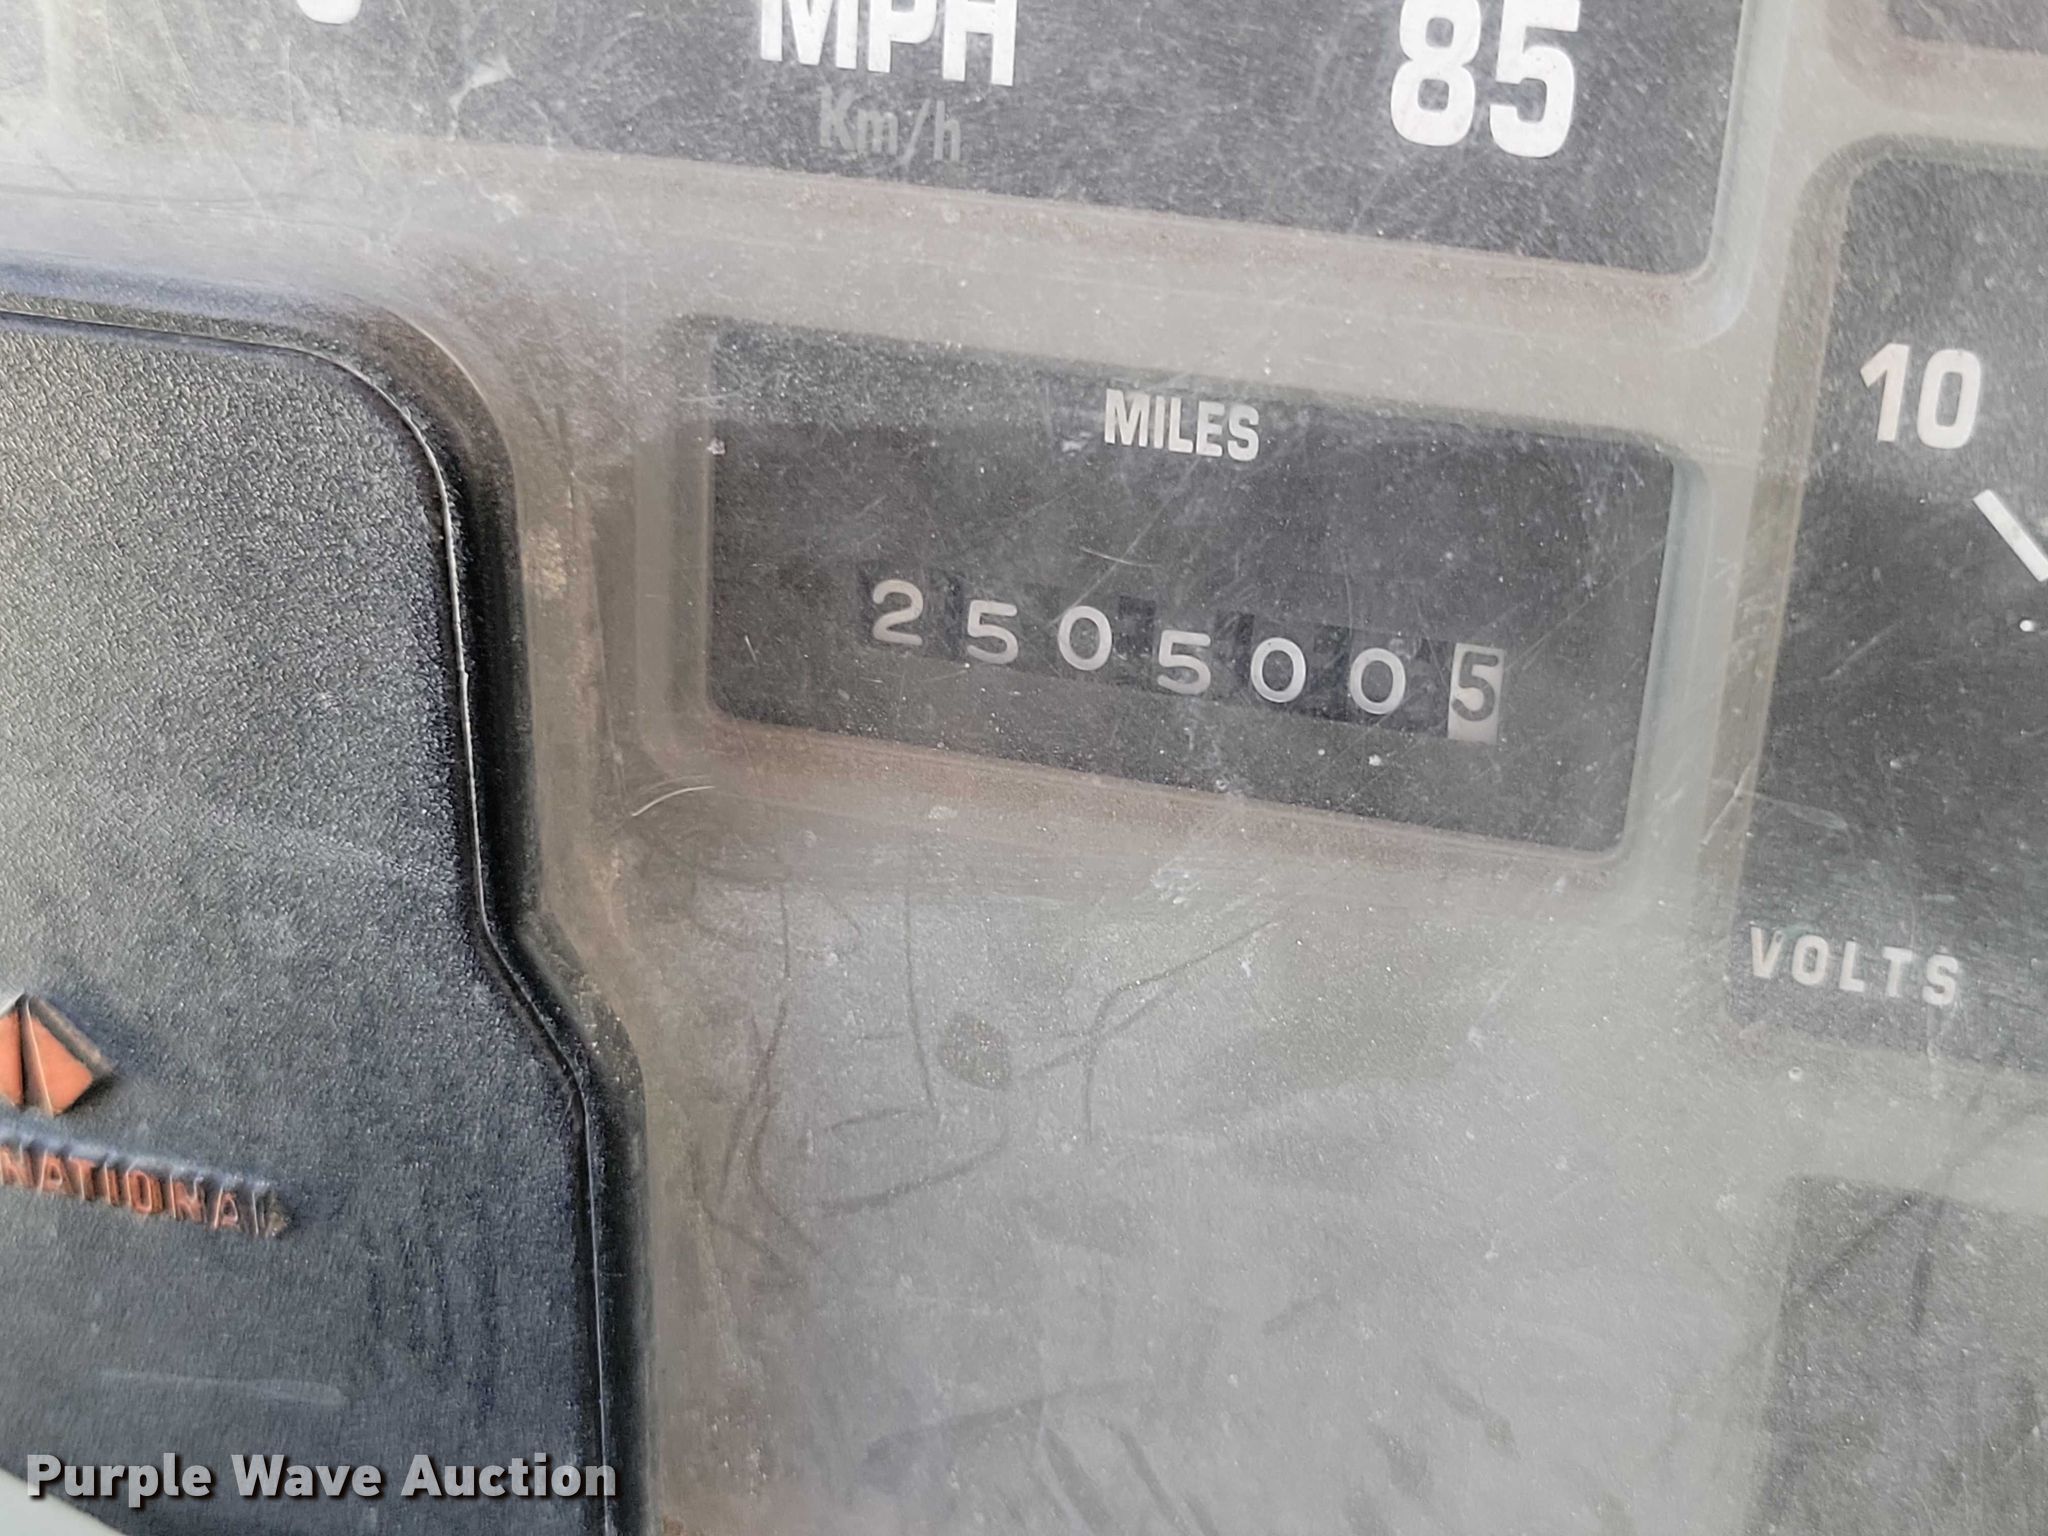 MPH
85
Km/h
MILES
10
2505005
VOLTS
NATIONAL
Purple Wave Auction